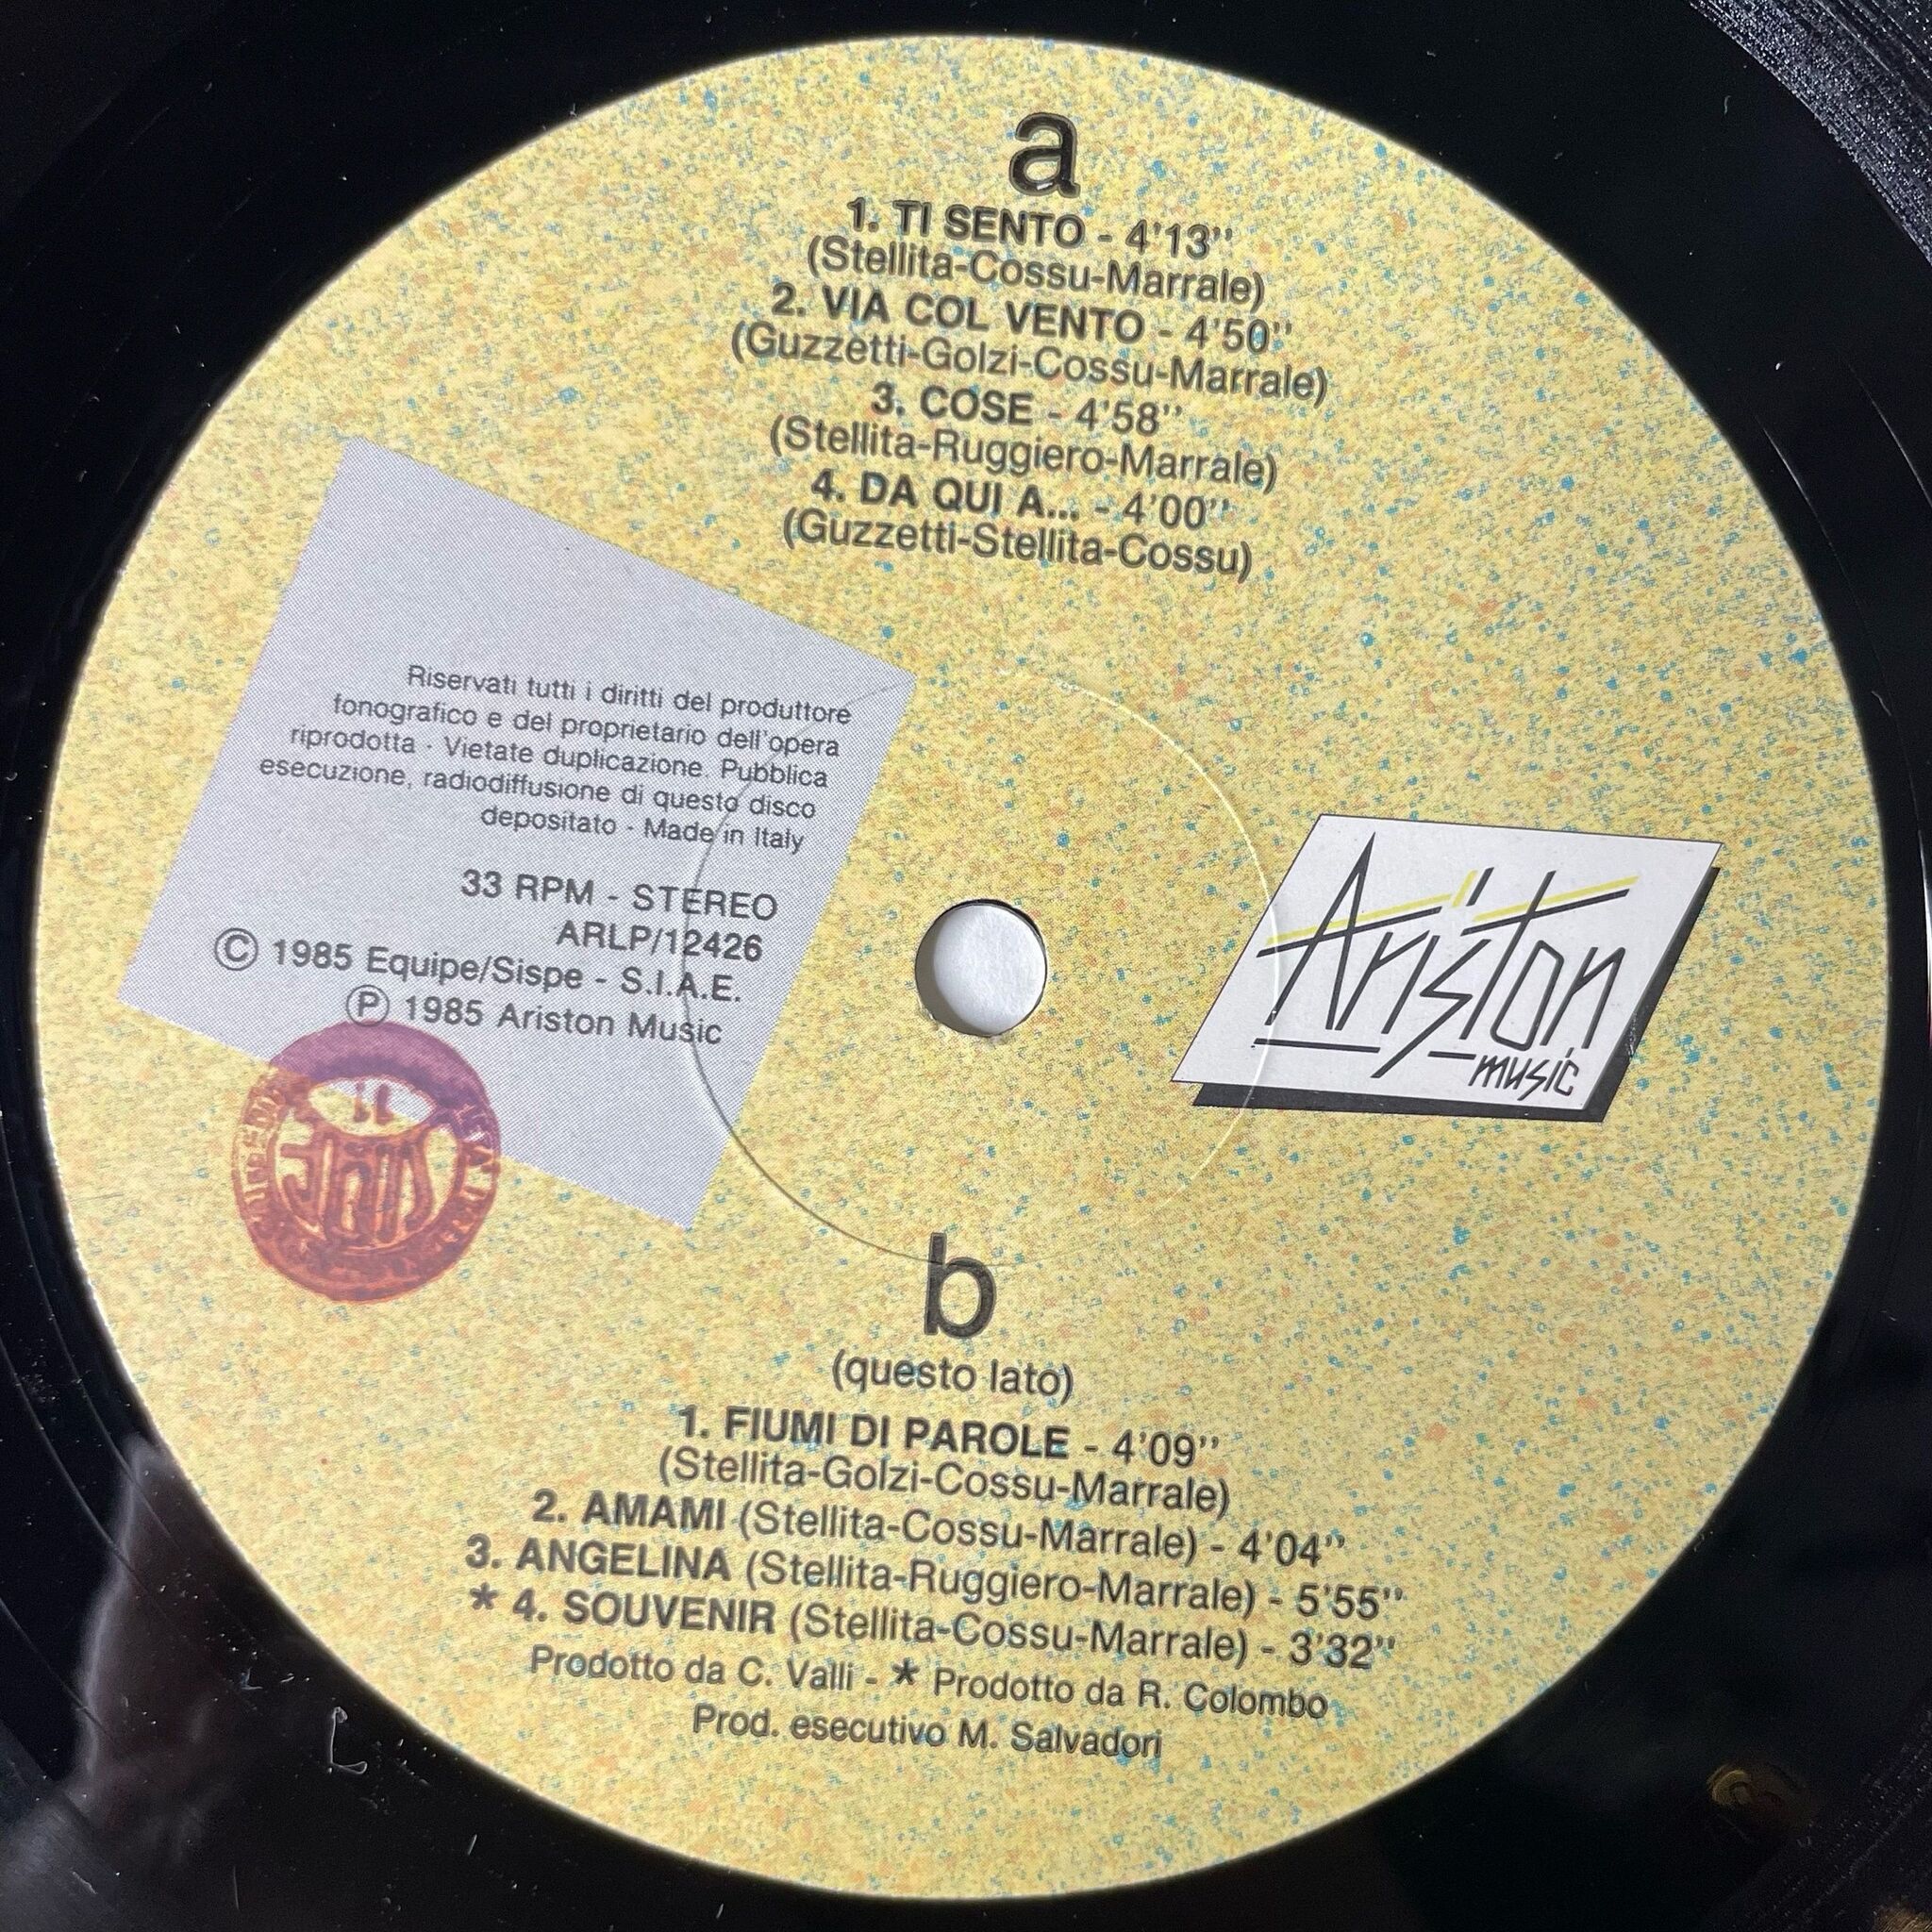 a
1. TI SENTO - 4'13''
(Stellita-Cossu-Marrale)
2. VIA COL VENTO - 4'50''
(Guzzetti-Golzi-Cossu-Marrale)
3. COSE - 4'58''
(Stellita-Ruggiero-Marrale)
4. DA QUI A... - 4'00''
(Guzzetti-Stellita-Cossu)
Riservati tutti i diritti del produttore
fonografico e del proprietario dell'opera
riprodotta - Vietate duplicazione. Pubblica
esecuzione, radiodiffusione di questo disco
depositato - Made in Italy
33 RPM - STEREO
ARLP/12426
© 1985 Equipe/Sispe - S.I.A.E.
℗ 1985 Ariston Music
Ariston
music
b
(questo lato)
1. FIUMI DI PAROLE - 4'09''
(Stellita-Golzi-Cossu-Marrale)
2. AMAMI (Stellita-Cossu-Marrale) - 4'04''
3. ANGELINA (Stellita-Ruggiero-Marrale) - 5'55''
* 4. SOUVENIR (Stellita-Cossu-Marrale) - 3'32''
Prodotto da C. Valli - * Prodotto da R. Colombo
Prod. esecutivo M. Salvadori